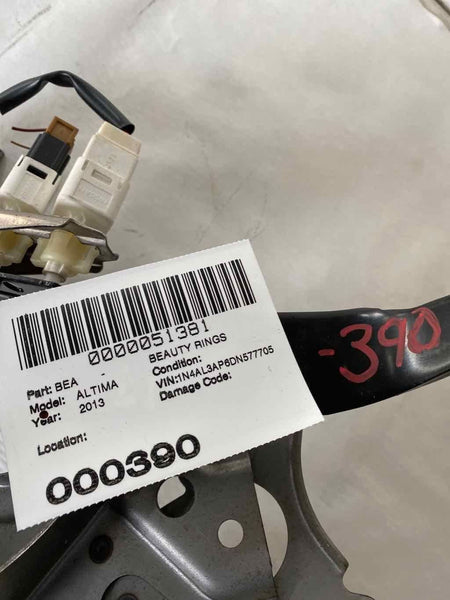 0000051381
Part: BEA -
BEAUTY RINGS
Model: ALTIMA
Condition:
Year: 2013
VIN:1N4AL3AP6DN577705
Damage Code:
Location:
000390
-390